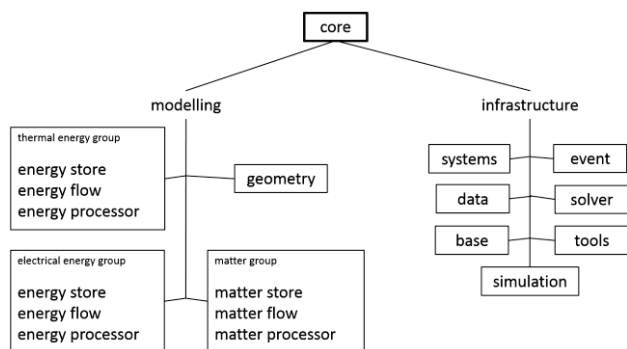 core
modelling
infrastructure
thermal energy group
energy store
energy flow
energy processor
geometry
electrical energy group
energy store
energy flow
energy processor
matter group
matter store
matter flow
matter processor
systems
event
data
solver
base
tools
simulation